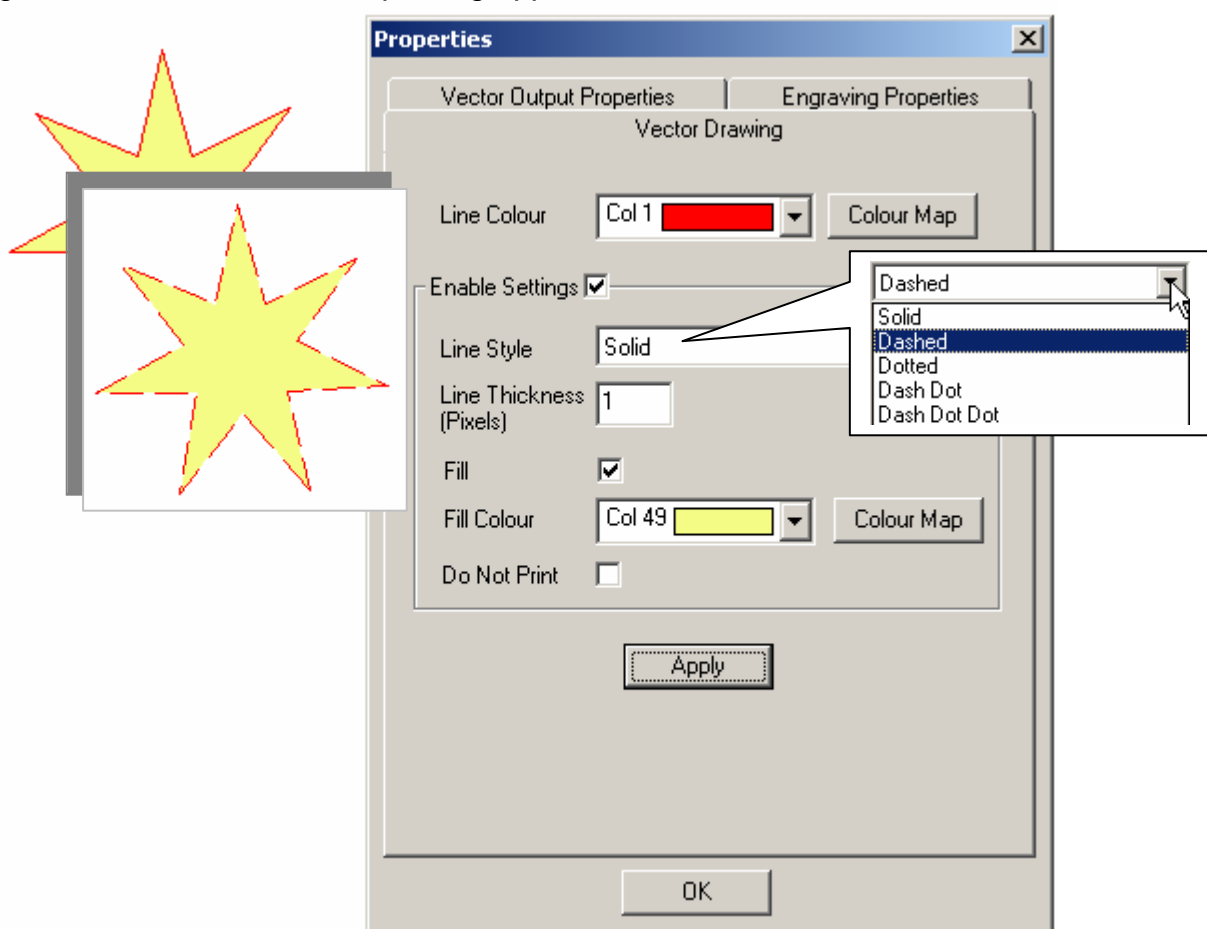 Properties
Vector Output Properties Engraving Properties
Vector Drawing
Line Colour Col 1 Colour Map
Enable Settings
Line Style Solid
Line Thickness 1
(Pixels)
Fill
Fill Colour Col 49 Colour Map
Do Not Print
Apply
OK
Dashed
Solid
Dashed
Dotted
Dash Dot
Dash Dot Dot